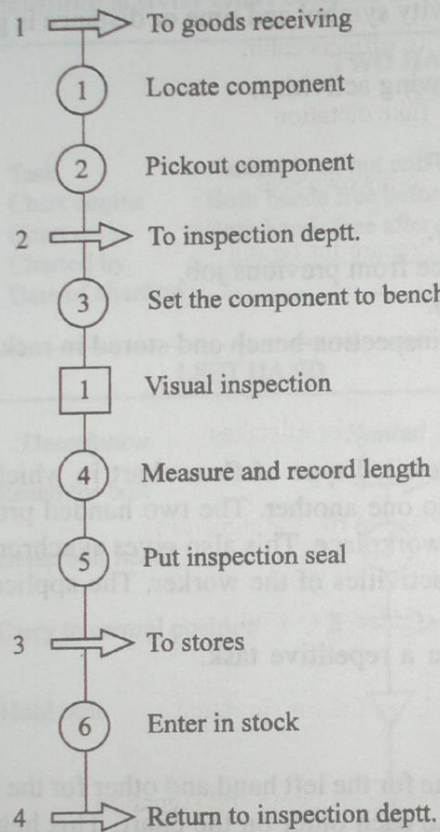 1 To goods receiving
1 Locate component
2 Pickout component
2 To inspection deptt.
3 Set the component to bench
1 Visual inspection
4 Measure and record length
5 Put inspection seal
3 To stores
6 Enter in stock
4 Return to inspection deptt.